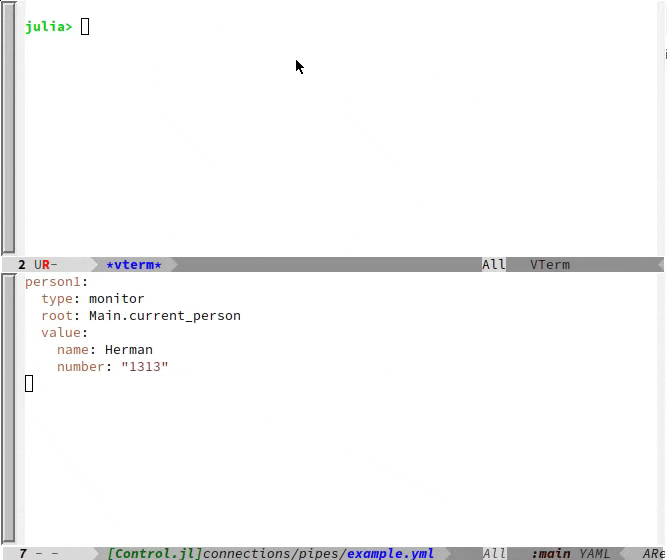 julia>
2 UR- *vterm* All VTerm
person1:
type: monitor
root: Main.current_person
value:
name: Herman
number: "1313"
7 - - [Control.jl]connections/pipes/example.yml All :main YAML ARe